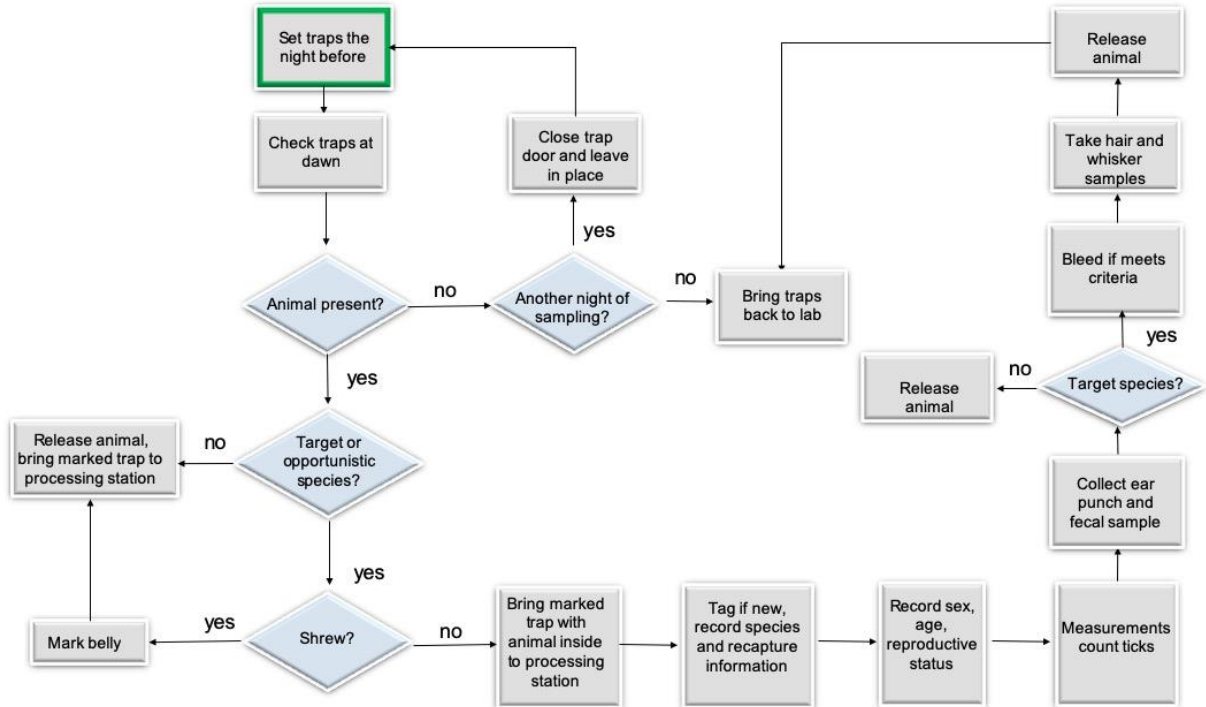 Set traps the
night before
Check traps at
dawn
Close trap
door and leave
in place
yes
Animal present?
no
Another night of
sampling?
no
Bring traps
back to lab
Release
animal
Take hair and
whisker
samples
Bleed if meets
criteria
yes
Target species?
no
Release
animal
yes
Target or
opportunistic
species?
no
Release animal,
bring marked trap to
processing station
Collect ear
punch and
fecal sample
yes
Shrew?
yes
Mark belly
no
Bring marked
trap with
animal inside
to processing
station
Tag if new,
record species
and recapture
information
Record sex,
age,
reproductive
status
Measurements
count ticks